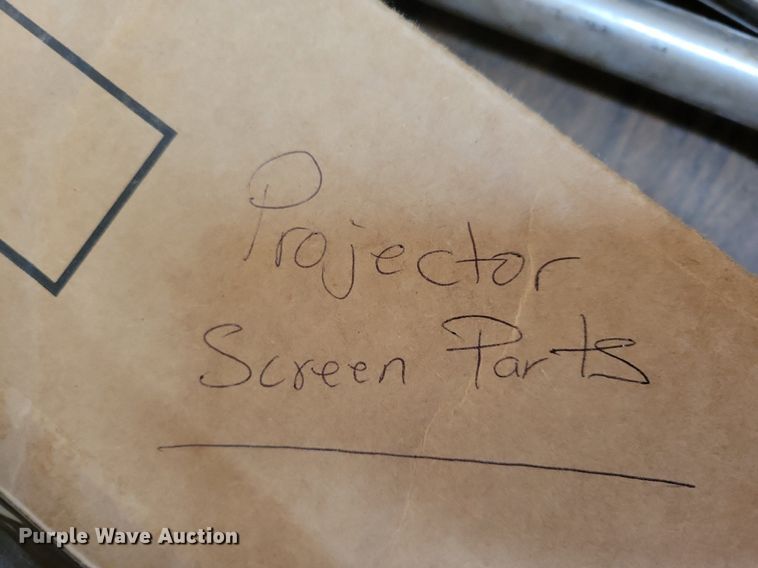 Projector
Screen Parts
Purple Wave Auction